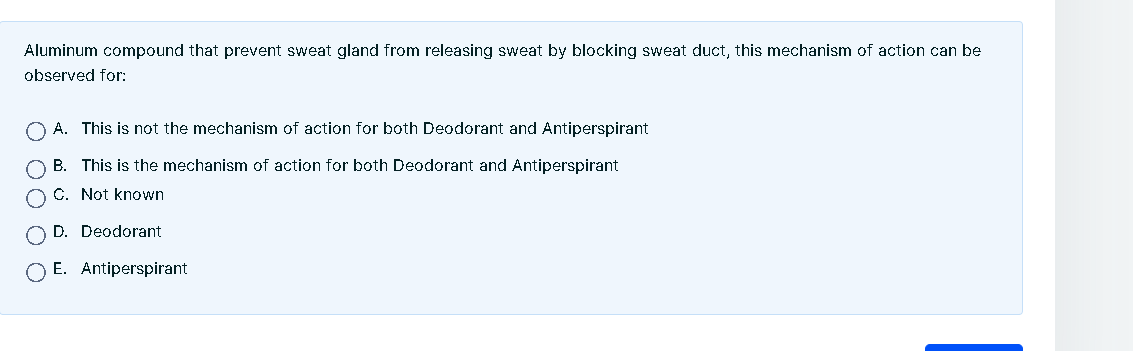 Aluminum compound that prevent sweat gland from releasing sweat by blocking sweat duct, this mechanism of action can be
observed for:
A. This is not the mechanism of action for both Deodorant and Antiperspirant
B. This is the mechanism of action for both Deodorant and Antiperspirant
C. Not known
D. Deodorant
E. Antiperspirant